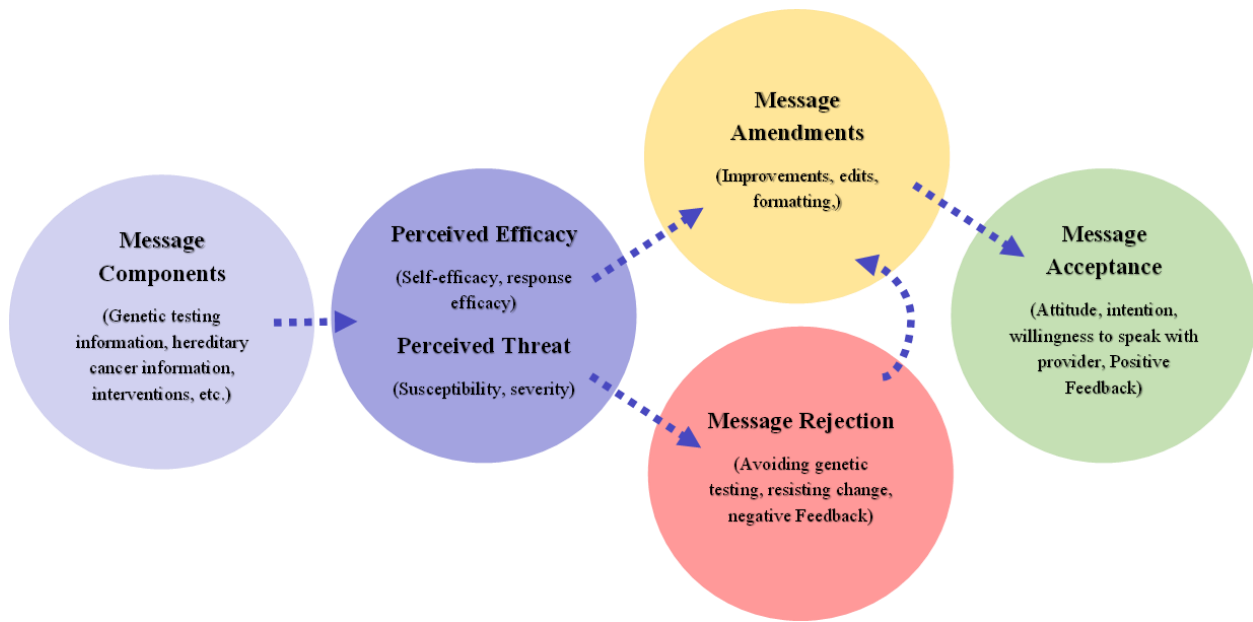 Message
Components
(Genetic testing
information, hereditary
cancer information,
interventions, etc.)
Perceived Efficacy
(Self-efficacy, response
efficacy)
Perceived Threat
(Susceptibility, severity)
Message
Amendments
(Improvements, edits,
formatting,)
Message Rejection
(Avoiding genetic
testing, resisting change,
negative Feedback)
Message
Acceptance
(Attitude, intention,
willingness to speak with
provider, Positive
Feedback)